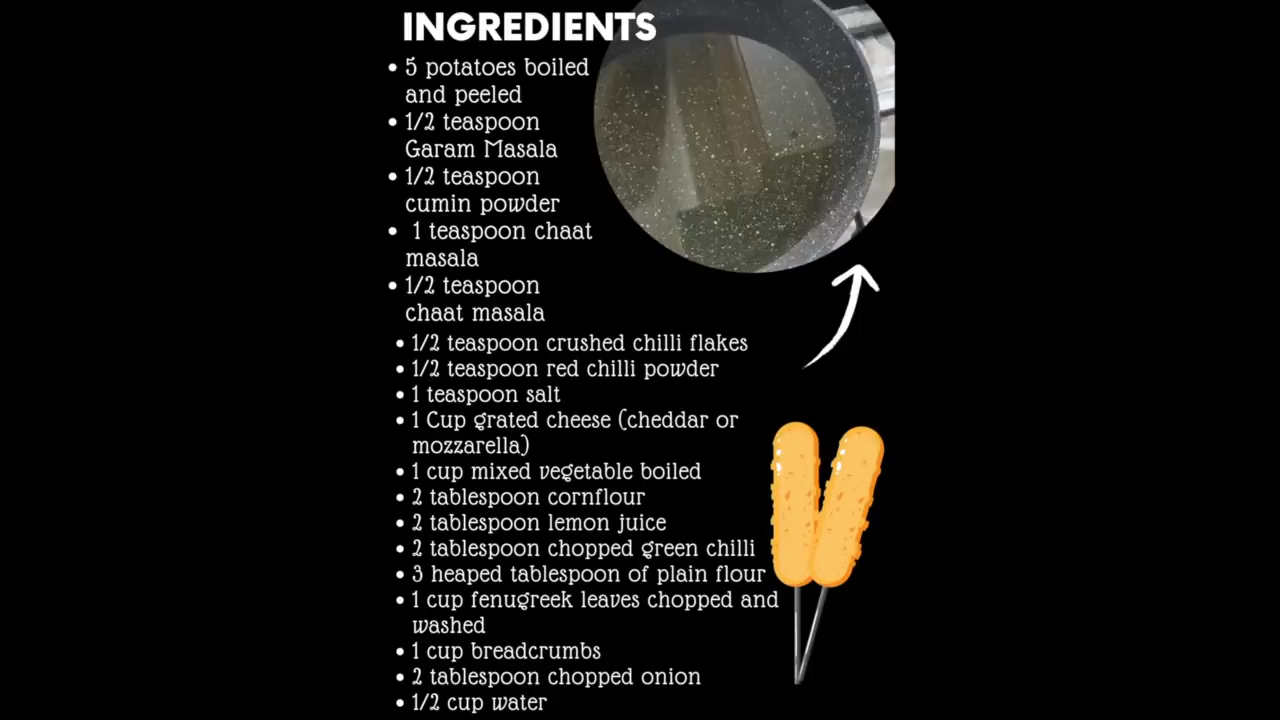 INGREDIENTS
• 5 potatoes boiled
and peeled
• 1/2 teaspoon
Garam Masala
• 1/2 teaspoon
cumin powder
• 1 teaspoon chaat
masala
• 1/2 teaspoon
chaat masala
• 1/2 teaspoon crushed chilli flakes
• 1/2 teaspoon red chilli powder
• 1 teaspoon salt
• 1 Cup grated cheese (cheddar or
mozzarella)
• 1 cup mixed vegetable boiled
• 2 tablespoon cornflour
• 2 tablespoon lemon juice
• 2 tablespoon chopped green chilli
• 3 heaped tablespoon of plain flour
• 1 cup fenugreek leaves chopped and
washed
• 1 cup breadcrumbs
• 2 tablespoon chopped onion
• 1/2 cup water